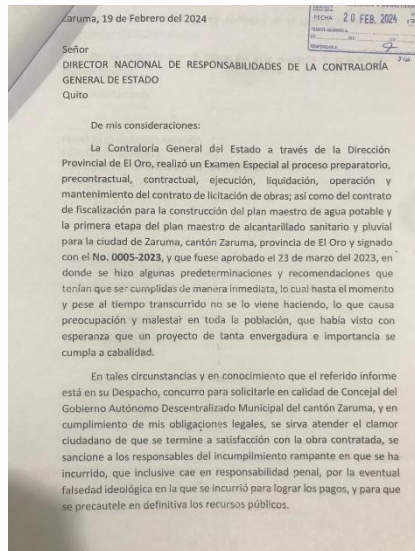 Zaruma, 19 de Febrero del 2024
FECHA 20 FEB. 2024
Señor
DIRECTOR NACIONAL DE RESPONSABILIDADES DE LA CONTRALORÍA
GENERAL DE ESTADO
Quito
De mis consideraciones:
La Contraloría General del Estado a través de la Dirección
Provincial de El Oro, realizó un Examen Especial al proceso preparatorio,
precontractual, contractual, ejecución, liquidación, operación y
mantenimiento del contrato de licitación de obras; así como del contrato
de fiscalización para la construcción del plan maestro de agua potable y
la primera etapa del plan maestro de alcantarillado sanitario y pluvial
para la ciudad de Zaruma, cantón Zaruma, provincia de El Oro y signado
con el No. 0005-2023, y que fuese aprobado el 23 de marzo del 2023, en
donde se hizo algunas predeterminaciones y recomendaciones que
tenían que ser cumplidas de manera inmediata, lo cual hasta el momento
y pese al tiempo transcurrido no se lo viene haciendo, lo que causa
preocupación y malestar en toda la población, que había visto con
esperanza que un proyecto de tanta envergadura e importancia se
cumpla a cabalidad.
En tales circunstancias y en conocimiento que el referido informe
está en su Despacho, concurro para solicitarle en calidad de Concejal del
Gobierno Autónomo Descentralizado Municipal del cantón Zaruma, y en
cumplimiento de mis obligaciones legales, se sirva atender el clamor
ciudadano de que se termine a satisfacción con la obra contratada, se
sancione a los responsables del incumplimiento rampante en que se ha
incurrido, que inclusive cae en responsabilidad penal, por la eventual
falsedad ideológica en la que se incurrió para lograr los pagos, y para que
se precautele en definitiva los recursos públicos.